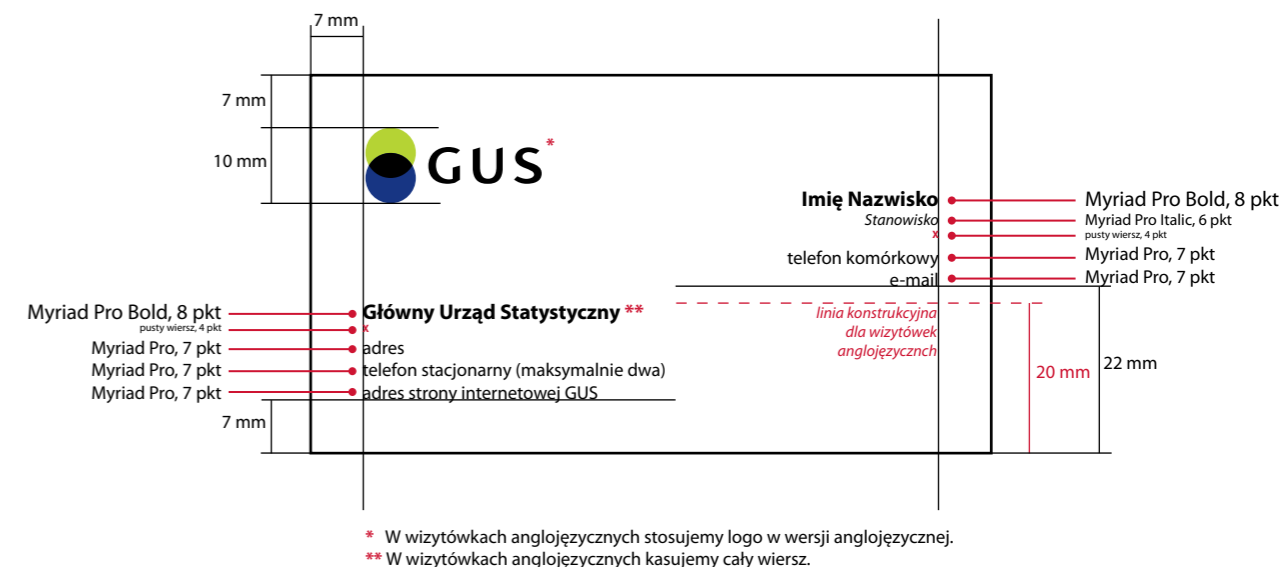 7 mm
7 mm
10 mm
GUS*
Imię Nazwisko
Myriad Pro Bold, 8 pkt
Stanowisko
Myriad Pro Italic, 6 pkt
x
pusty wiersz, 4 pkt
telefon komórkowy
Myriad Pro, 7 pkt
e-mail
Myriad Pro, 7 pkt
Myriad Pro Bold, 8 pkt
Główny Urząd Statystyczny **
pusty wiersz, 4 pkt
x
Myriad Pro, 7 pkt
adres
Myriad Pro, 7 pkt
telefon stacjonarny (maksymalnie dwa)
Myriad Pro, 7 pkt
adres strony internetowej GUS
7 mm
linia konstrukcyjna
dla wizytówek
anglojęzycznch
20 mm
22 mm
* W wizytówkach anglojęzycznych stosujemy logo w wersji anglojęzycznej.
** W wizytówkach anglojęzycznych kasujemy cały wiersz.